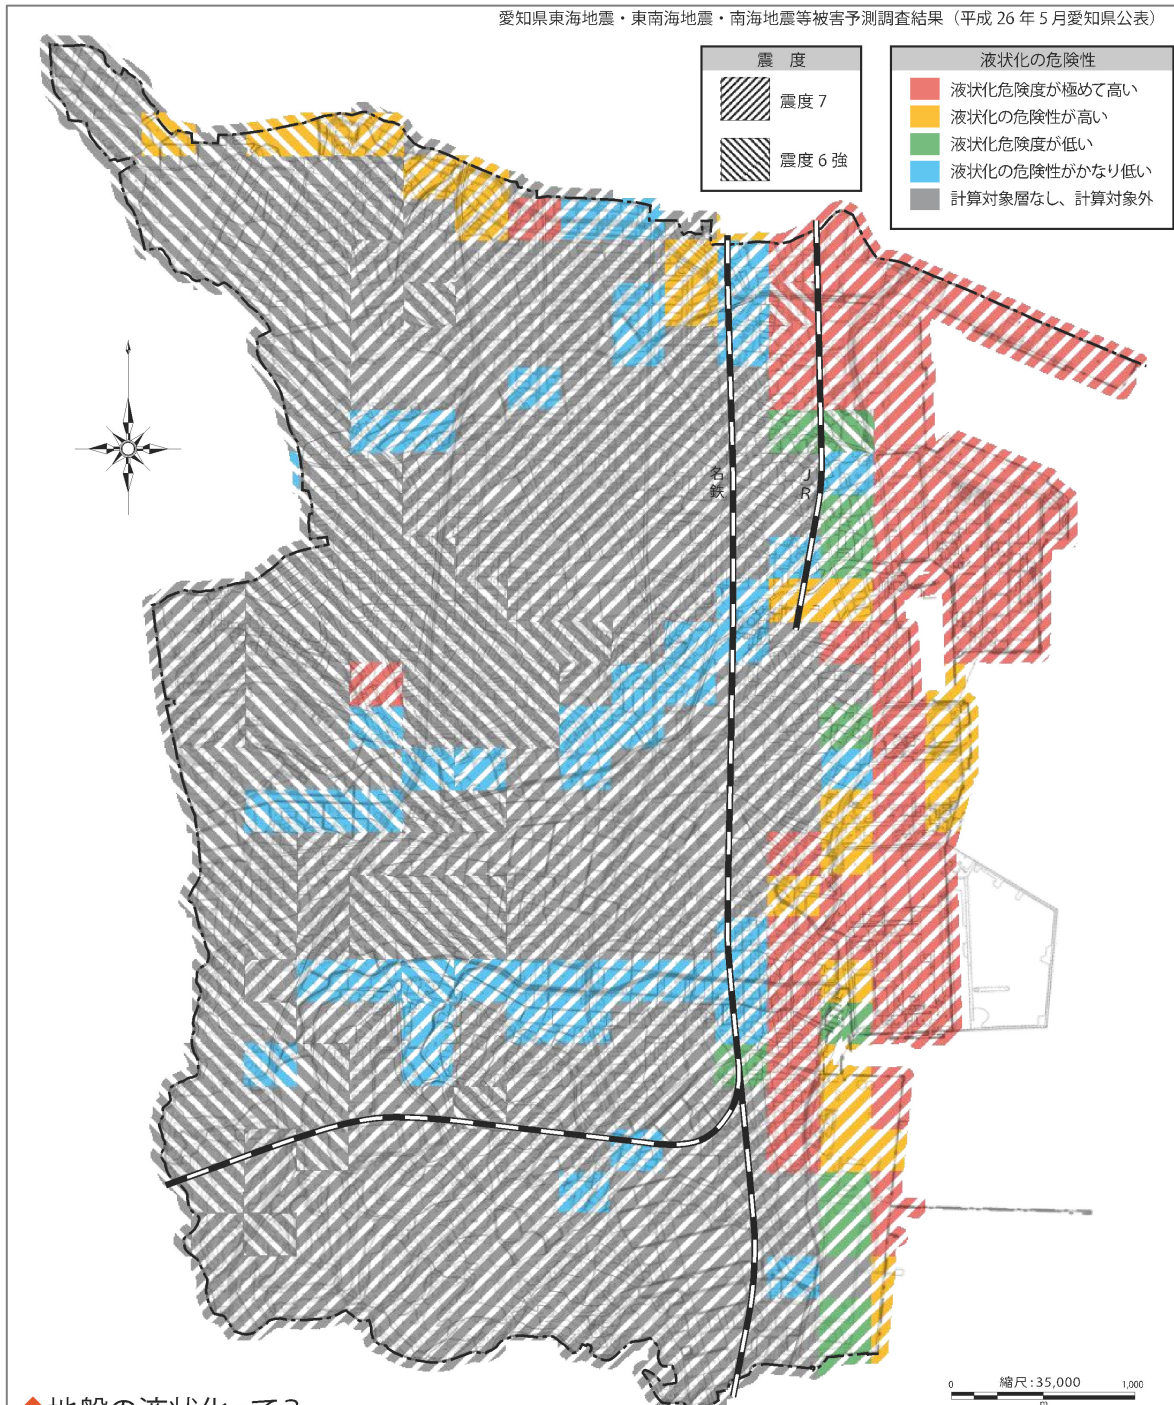 愛知県東海地震・東南海地震・南海地震等被害予測調査結果（平成 26 年 5 月愛知県公表）
震 度
震度 7
震度 6 強
液状化の危険性
液状化危険度が極めて高い
液状化の危険性が高い
液状化危険度が低い
液状化の危険性がかなり低い
計算対象層なし、計算対象外
名鉄
JR
縮尺:35,000
0 1,000
m